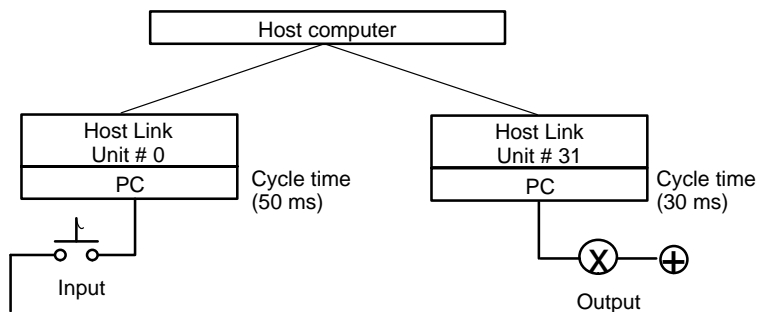 Host computer
Host Link
Unit # 0
PC
Cycle time
(50 ms)
Input
Host Link
Unit # 31
PC
Cycle time
(30 ms)
X
Output